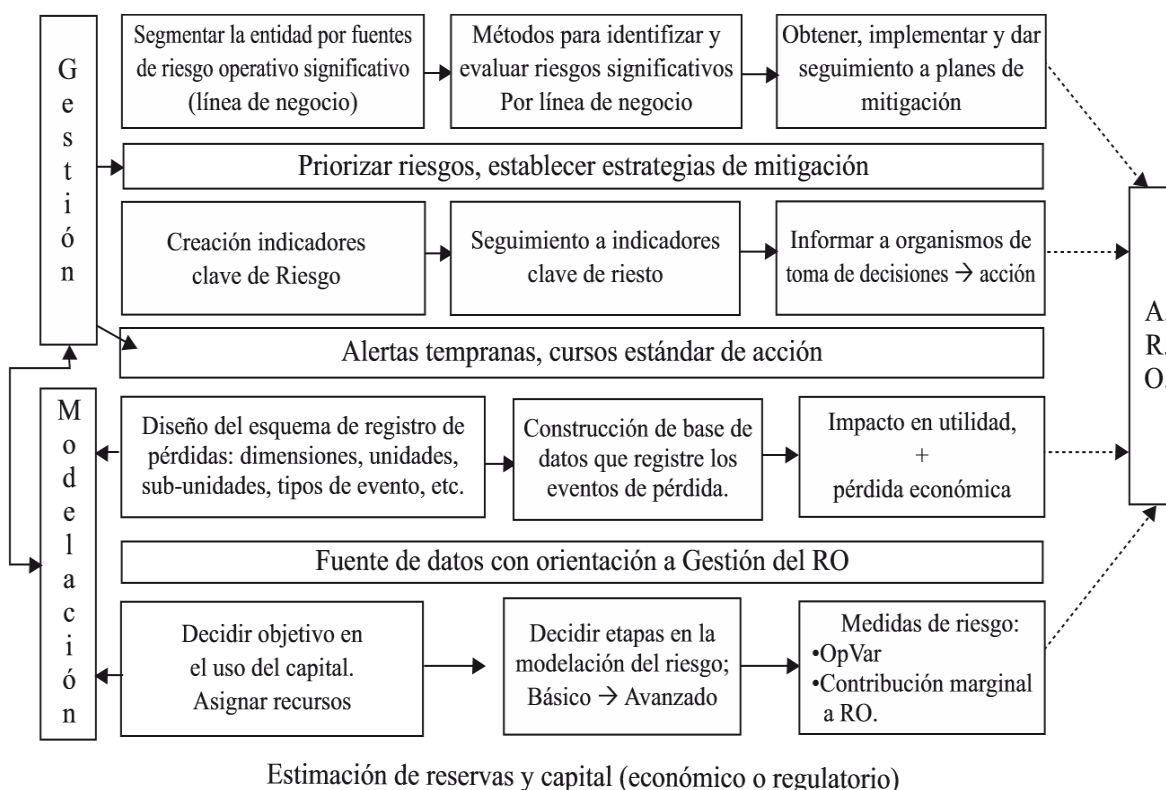 Gestión
Segmentar la entidad por fuentes
de riesgo operativo significativo
(línea de negocio)
Métodos para identifizar y
evaluar riesgos significativos
Por línea de negocio
Obtener, implementar y dar
seguimiento a planes de
mitigación
Priorizar riesgos, establecer estrategias de mitigación
Creación indicadores
clave de Riesgo
Seguimiento a indicadores
clave de riesto
Informar a organismos de
toma de decisiones → acción
Alertas tempranas, cursos estándar de acción
A.
R.
O.
Modelación
Diseño del esquema de registro de
pérdidas: dimensiones, unidades,
sub-unidades, tipos de evento, etc.
Construcción de base de
datos que registre los
eventos de pérdida.
Impacto en utilidad,
+
pérdida económica
Fuente de datos con orientación a Gestión del RO
Decidir objetivo en
el uso del capital.
Asignar recursos
Decidir etapas en la
modelación del riesgo;
Básico → Avanzado
Medidas de riesgo:
•OpVar
•Contribución marginal
a RO.
Estimación de reservas y capital (económico o regulatorio)